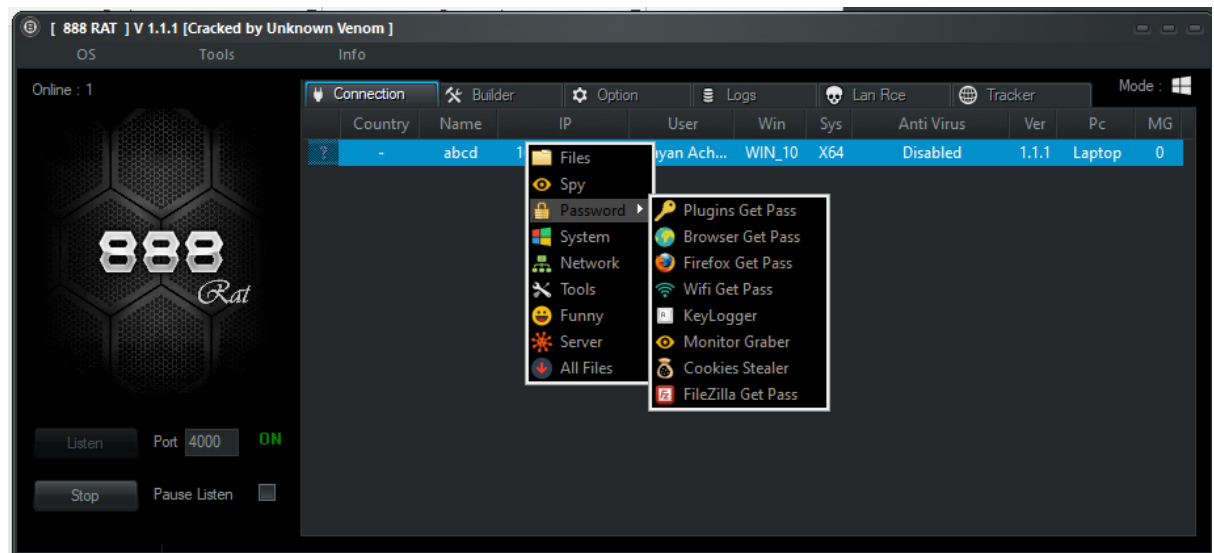 [ 888 RAT ] V 1.1.1 [Cracked by Unknown Venom ]
OS Tools Info
Online : 1
Connection Builder Option Logs Lan Rce Tracker Mode :
Country Name IP User Win Sys Anti Virus Ver Pc MG
? - abcd 1 yan Ach... WIN_10 X64 Disabled 1.1.1 Laptop 0
Files
Spy
Password
System
Network
Tools
Funny
Server
All Files
Plugins Get Pass
Browser Get Pass
Firefox Get Pass
Wifi Get Pass
KeyLogger
Monitor Graber
Cookies Stealer
FileZilla Get Pass
888
Rat
Listen Port 4000 ON
Stop Pause Listen